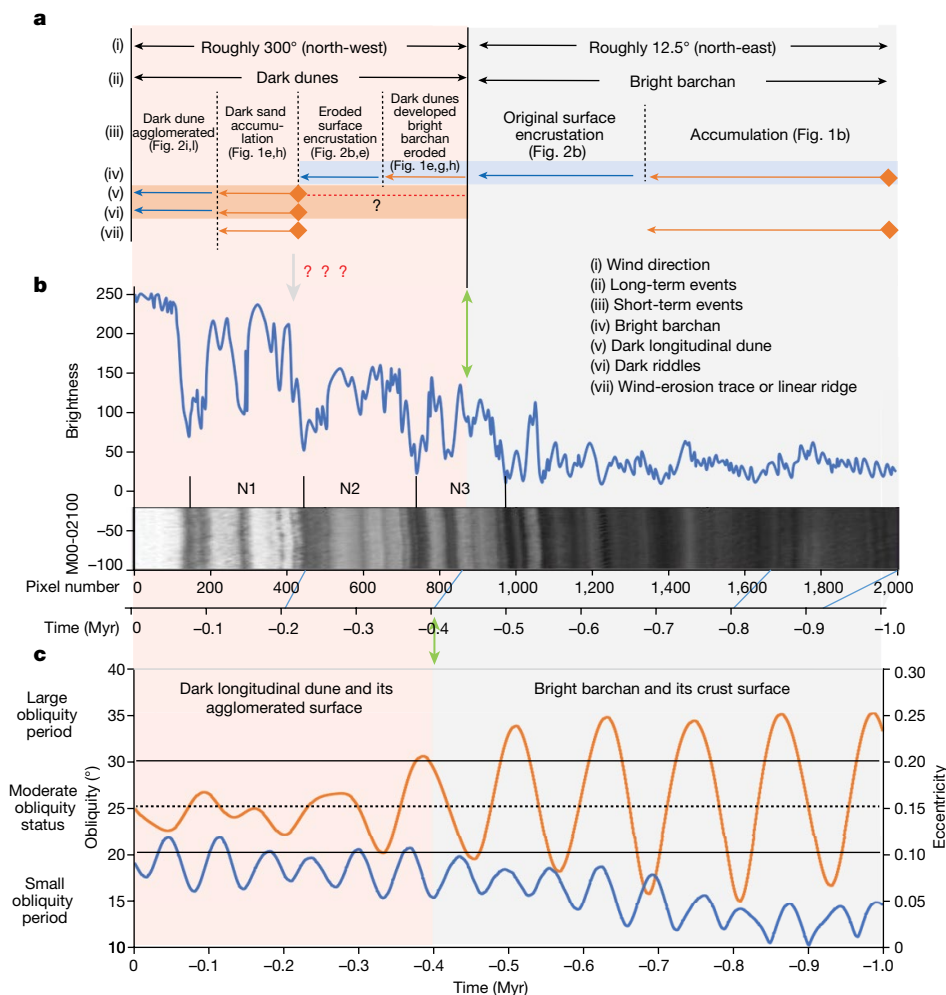 a
(i)
Roughly 300° (north-west)
Roughly 12.5° (north-east)
(ii)
Dark dunes
Bright barchan
(iii)
Dark dune
agglomerated
(Fig. 2i,l)
Dark sand
accumu-
lation
(Fig. 1e,h)
Eroded
surface
encrustation
(Fig. 2b,e)
Dark dunes
developed
bright
barchan
eroded
(Fig. 1e,g,h)
Original surface
encrustation
(Fig. 2b)
Accumulation (Fig. 1b)
(iv)
(v)
(vi)
(vii)
?
? ? ?
(i) Wind direction
(ii) Long-term events
(iii) Short-term events
(iv) Bright barchan
(v) Dark longitudinal dune
(vi) Dark riddles
(vii) Wind-erosion trace or linear ridge
b
Brightness
250
200
150
100
50
0
−50
−100
N1
N2
N3
M00-02100
Pixel number
0 200 400 600 800 1,000 1,200 1,400 1,600 1,800 2,000
Time (Myr)
0 −0.1 −0.2 −0.3 −0.4 −0.5 −0.6 −0.7 −0.8 −0.9 −1.0
c
Dark longitudinal dune and its
agglomerated surface
Bright barchan and its crust surface
Large
obliquity
period
Moderate
obliquity
status
Small
obliquity
period
Obliquity (°)
40
35
30
25
20
15
10
0.30
0.25
0.20
0.15
0.10
0.05
0
Eccentricity
0 −0.1 −0.2 −0.3 −0.4 −0.5 −0.6 −0.7 −0.8 −0.9 −1.0
Time (Myr)